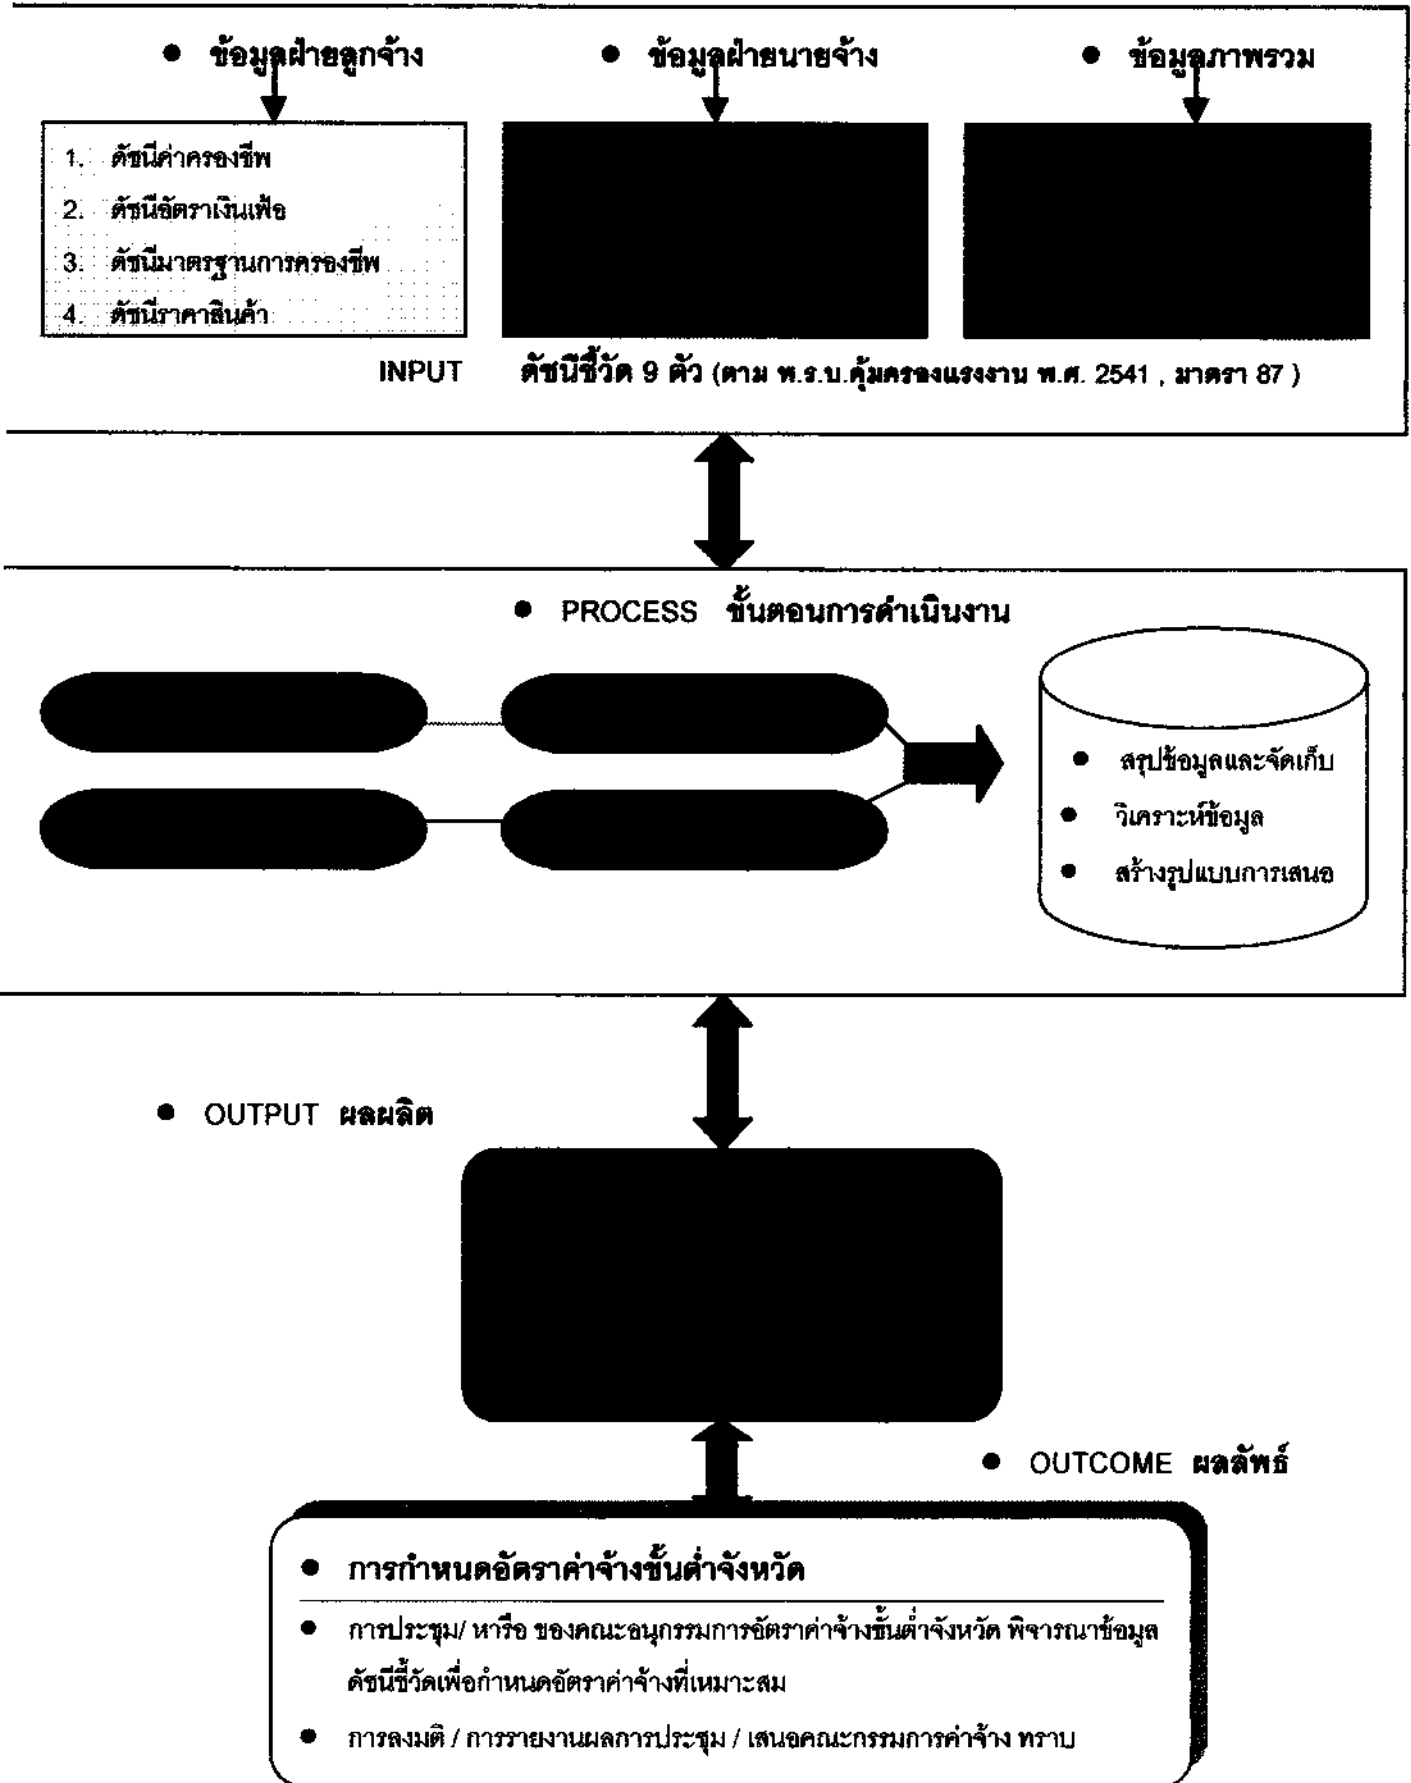 ● ข้อมูลฝ่ายลูกจ้าง ● ข้อมูลฝ่ายนายจ้าง ● ข้อมูลภาพรวม
1. ดัชนีค่าครองชีพ
2. ดัชนีอัตราเงินเฟ้อ
3. ดัชนีมาตรฐานการครองชีพ
4. ดัชนีราคาสินค้า
INPUT ดัชนีชี้วัด 9 ตัว (ตาม พ.ร.บ.คุ้มครองแรงงาน พ.ศ. 2541 , มาตรา 87 )
● PROCESS ขั้นตอนการดำเนินงาน
● สรุปข้อมูลและจัดเก็บ
● วิเคราะห์ข้อมูล
● สร้างรูปแบบการเสนอ
● OUTPUT ผลผลิต
● OUTCOME ผลลัพธ์
● การกำหนดอัตราค่าจ้างขั้นต่ำจังหวัด
● การประชุม/ หารือ ของคณะอนุกรรมการอัตราค่าจ้างขั้นต่ำจังหวัด พิจารณาข้อมูล
ดัชนีชี้วัดเพื่อกำหนดอัตราค่าจ้างที่เหมาะสม
● การลงมติ / การรายงานผลการประชุม / เสนอคณะกรรมการค่าจ้าง ทราบ